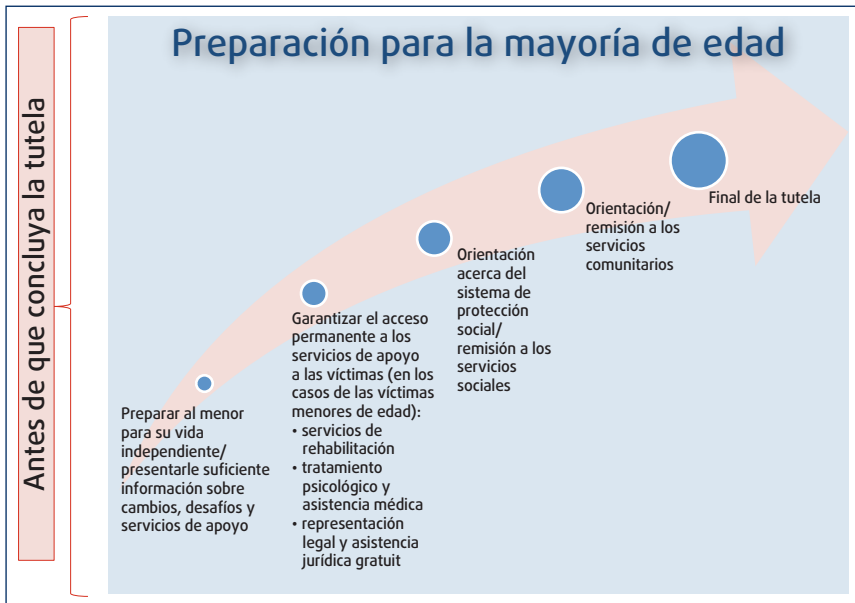 Preparación para la mayoría de edad
Antes de que concluya la tutela
Preparar al menor
para su vida
independiente/
presentarle suficiente
información sobre
cambios, desafíos y
servicios de apoyo
Garantizar el acceso
permanente a los
servicios de apoyo
a las víctimas (en los
casos de las víctimas
menores de edad):
• servicios de
rehabilitación
• tratamiento
psicológico y
asistencia médica
• representación
legal y asistencia
jurídica gratuit
Orientación
acerca del
sistema de
protección
social/
remisión a los
servicios
sociales
Orientación/
remisión a los
servicios
comunitarios
Final de la tutela